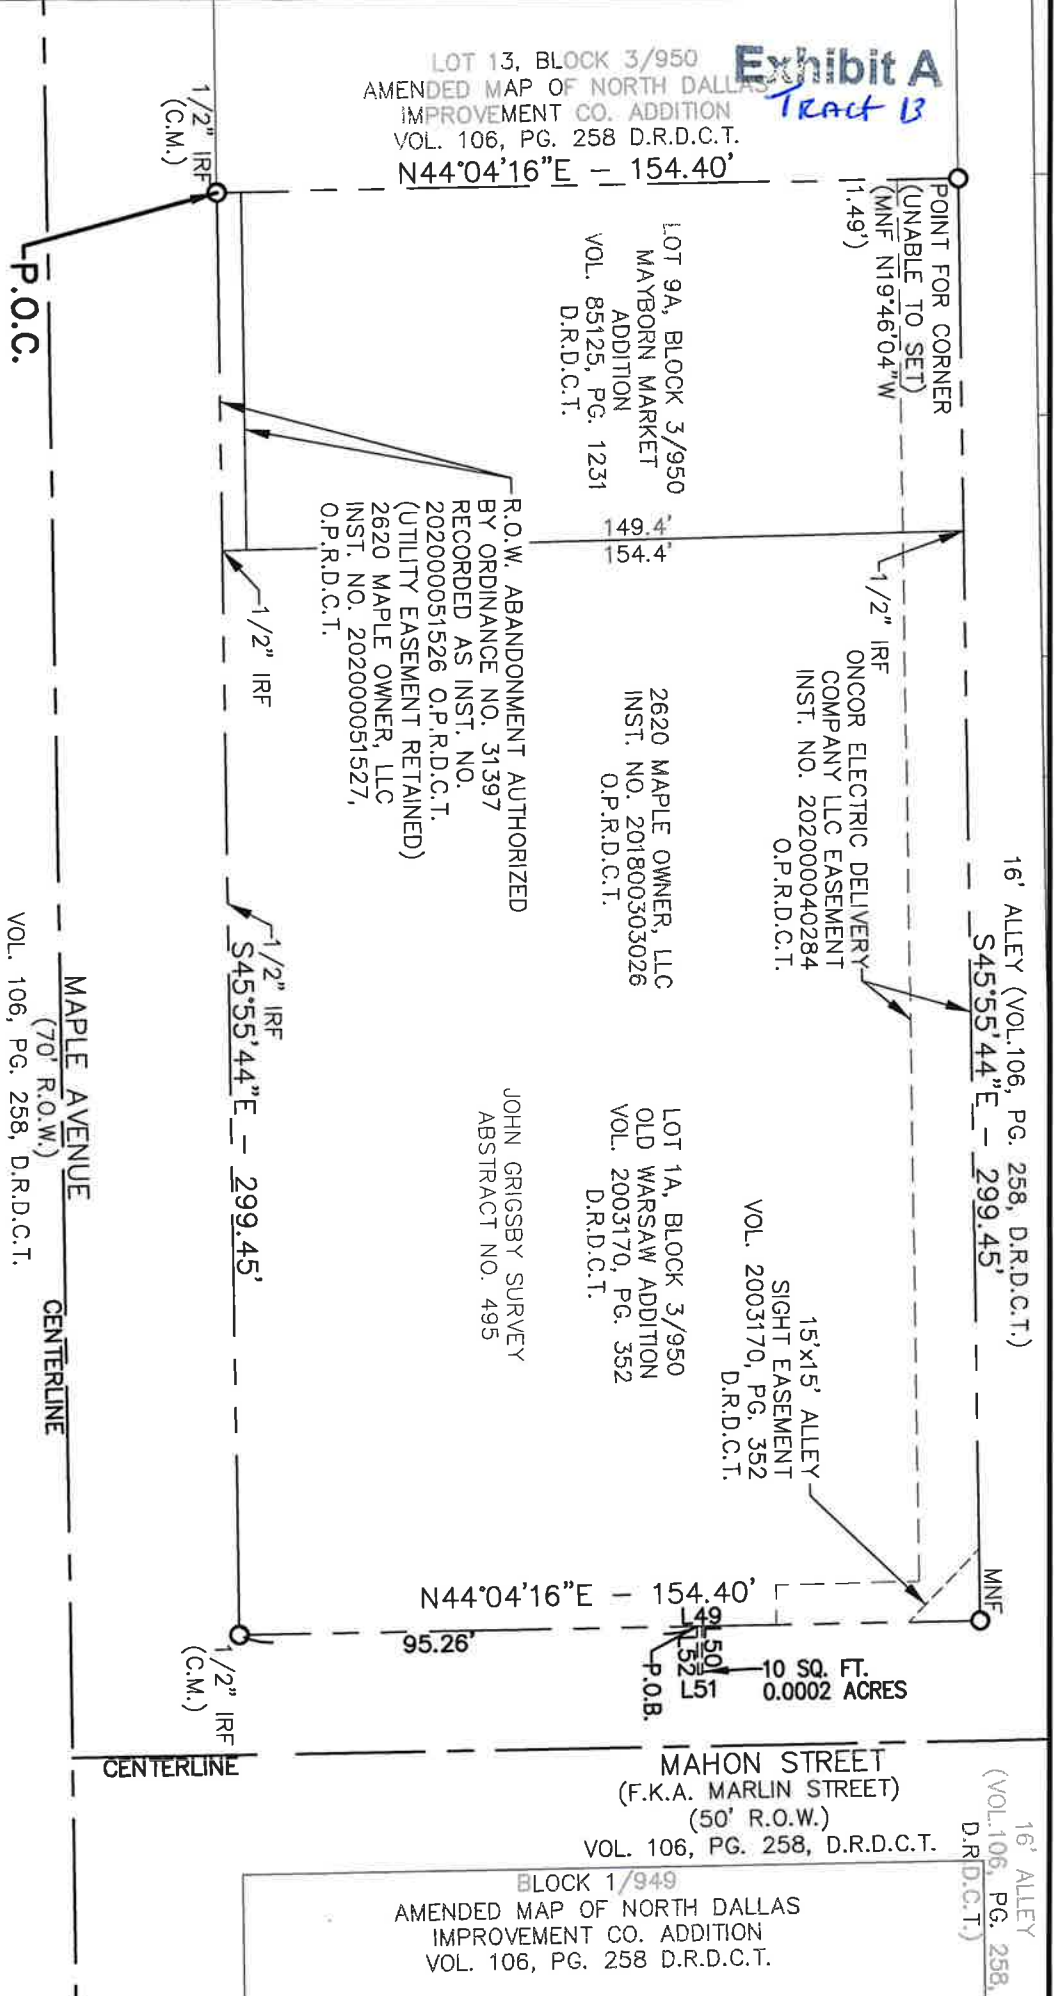 Exhibit A
TRACT 13
LOT 13, BLOCK 3/950
AMENDED MAP OF NORTH DALLAS
IMPROVEMENT CO. ADDITION
VOL. 106, PG. 258 D.R.D.C.T.
N44°04'16"E - 154.40'
1/2" IRF
(C.M.)
P.O.C.
POINT FOR CORNER
(UNABLE TO SET)
(MNF N19°46'04"W
1.49')
LOT 9A, BLOCK 3/950
MAYBORN MARKET
ADDITION
VOL. 85125, PG. 1231
D.R.D.C.T.
149.4'
154.4'
1/2" IRF
R.O.W. ABANDONMENT AUTHORIZED
BY ORDINANCE NO. 31397
RECORDED AS INST. NO.
202000051526 O.P.R.D.C.T.
(UTILITY EASEMENT RETAINED)
2620 MAPLE OWNER, LLC
INST. NO. 202000051527,
O.P.R.D.C.T.
1/2" IRF
ONCOR ELECTRIC DELIVERY
COMPANY LLC EASEMENT
INST. NO. 202000040284
O.P.R.D.C.T.
2620 MAPLE OWNER, LLC
INST. NO. 201800303026
O.P.R.D.C.T.
16' ALLEY (VOL.106, PG. 258, D.R.D.C.T.)
S45°55'44"E - 299.45'
1/2" IRF
S45°55'44"E - 299.45'
MAPLE AVENUE
(70' R.O.W.)
VOL. 106, PG. 258, D.R.D.C.T.
CENTERLINE
LOT 1A, BLOCK 3/950
OLD WARSAW ADDITION
VOL. 2003170, PG. 352
D.R.D.C.T.
JOHN GRIGSBY SURVEY
ABSTRACT NO. 495
15'x15' ALLEY
SIGHT EASEMENT
VOL. 2003170, PG. 352
D.R.D.C.T.
MNF
N44°04'16"E - 154.40'
95.26'
L49
L50
L52
L51
P.O.B.
10 SQ. FT.
0.0002 ACRES
1/2" IRF
(C.M.)
CENTERLINE
MAHON STREET
(F.K.A. MARLIN STREET)
(50' R.O.W.)
VOL. 106, PG. 258, D.R.D.C.T.
16' ALLEY
(VOL.106, PG. 258,
D.R.D.C.T.)
BLOCK 1/949
AMENDED MAP OF NORTH DALLAS
IMPROVEMENT CO. ADDITION
VOL. 106, PG. 258 D.R.D.C.T.